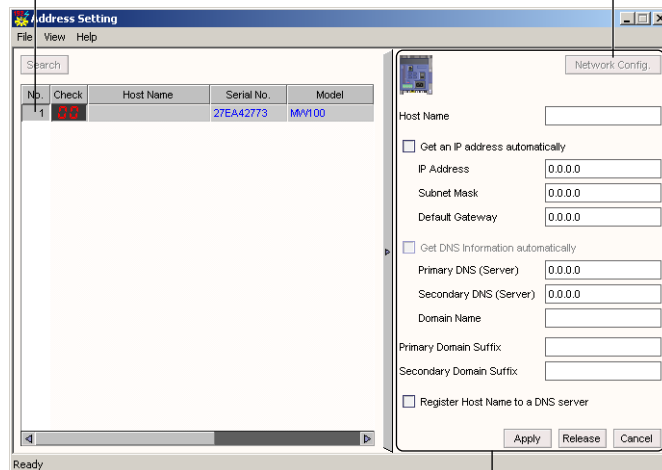 Address Setting
File View Help
Search
Network Config.
No. Check Host Name Serial No. Model
1 00 27EA42773 MW100
Host Name
Get an IP address automatically
IP Address 0.0.0.0
Subnet Mask 0.0.0.0
Default Gateway 0.0.0.0
Get DNS Information automatically
Primary DNS (Server) 0.0.0.0
Secondary DNS (Server) 0.0.0.0
Domain Name
Primary Domain Suffix
Secondary Domain Suffix
Register Host Name to a DNS server
Apply Release Cancel
Ready